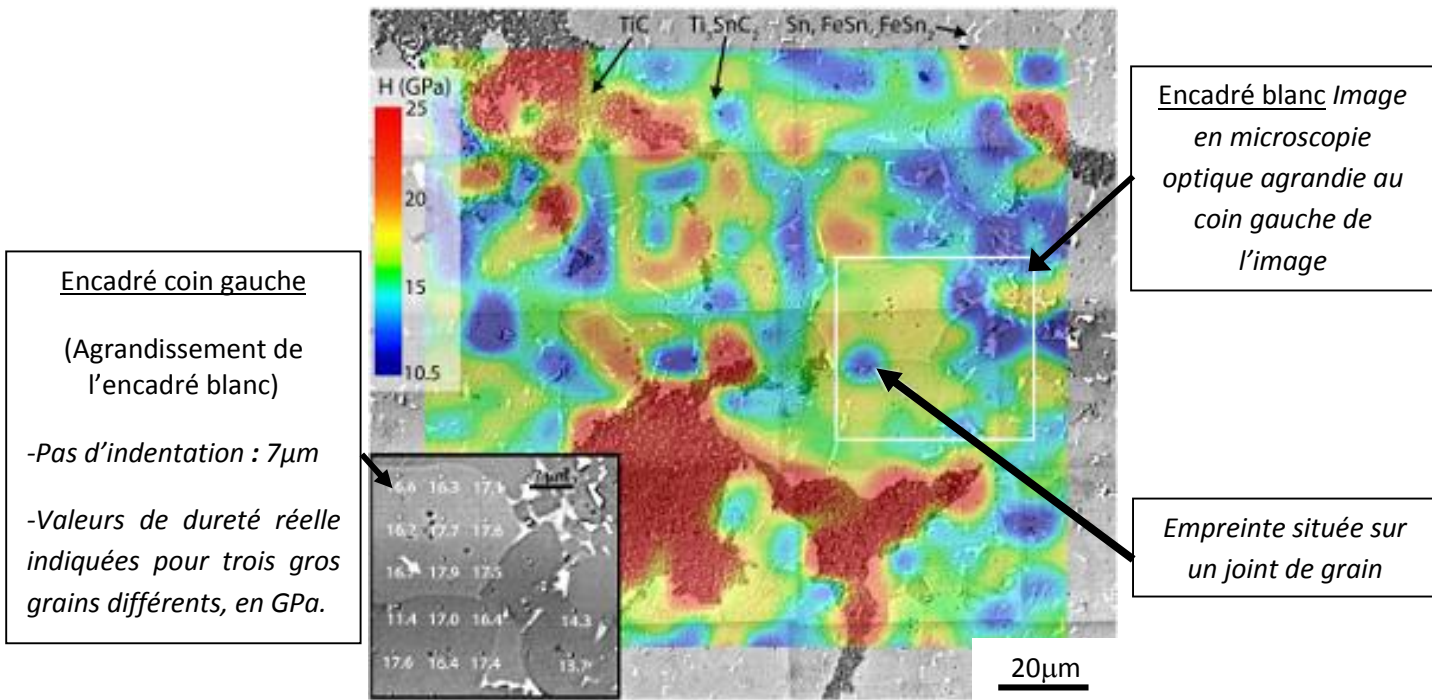 TiC Ti₃SnC₂ Sn, FeSn, FeSn₂
H (GPa)
25
20
15
10.5
Encadré blanc Image
en microscopie
optique agrandie au
coin gauche de
l’image
Encadré coin gauche
(Agrandissement de
l’encadré blanc)
-Pas d’indentation : 7µm
-Valeurs de dureté réelle
indiquées pour trois gros
grains différents, en GPa.
Empreinte située sur
un joint de grain
7 µm
16.3 17.1
16.2 17.7 17.6
17.9 17.5
11.4 17.0 16.4 14.3
17.6 16.4 17.4 13.7
20µm